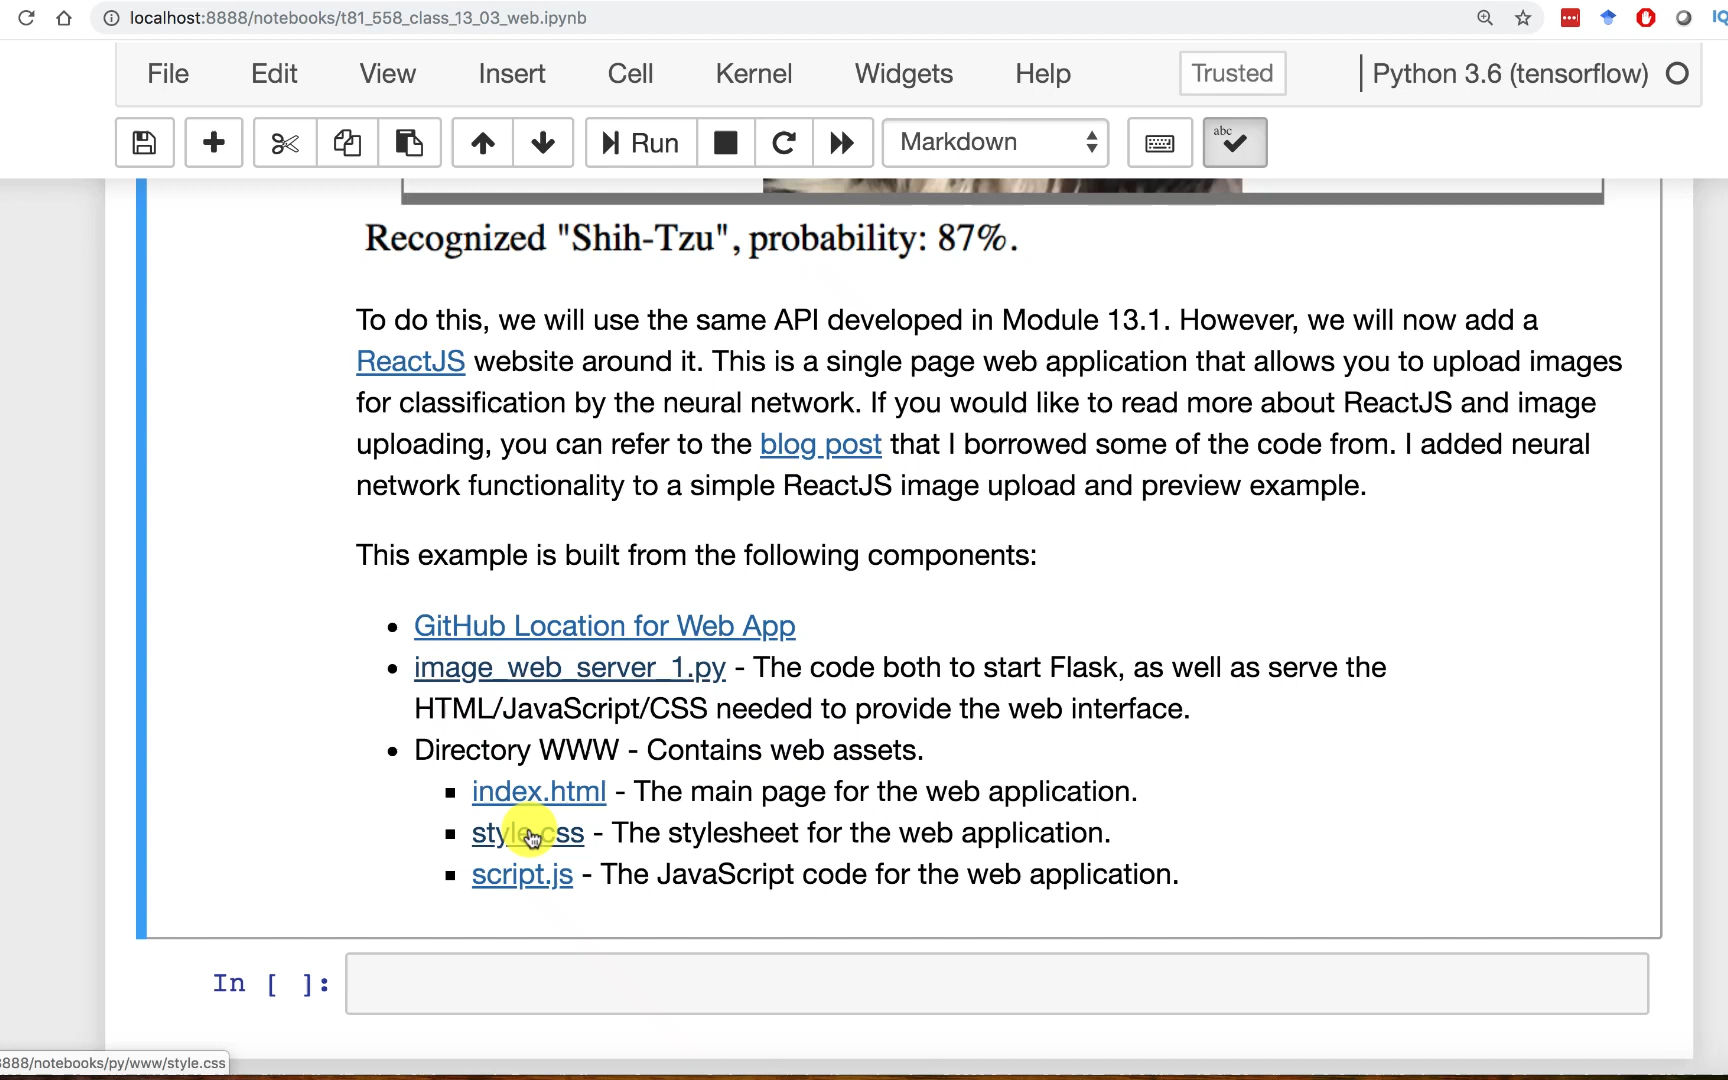 localhost:8888/notebooks/t81_558_class_13_03_web.ipynb
IQ
File Edit View Insert Cell Kernel Widgets Help Trusted Python 3.6 (tensorflow)
Run Markdown abc
Recognized "Shih-Tzu", probability: 87%.
To do this, we will use the same API developed in Module 13.1. However, we will now add a
ReactJS website around it. This is a single page web application that allows you to upload images
for classification by the neural network. If you would like to read more about ReactJS and image
uploading, you can refer to the blog post that I borrowed some of the code from. I added neural
network functionality to a simple ReactJS image upload and preview example.
This example is built from the following components:
• GitHub Location for Web App
• image_web_server_1.py - The code both to start Flask, as well as serve the
HTML/JavaScript/CSS needed to provide the web interface.
• Directory WWW - Contains web assets.
▪ index.html - The main page for the web application.
▪ style.css - The stylesheet for the web application.
▪ script.js - The JavaScript code for the web application.
In [ ]:
888/notebooks/py/www/style.css